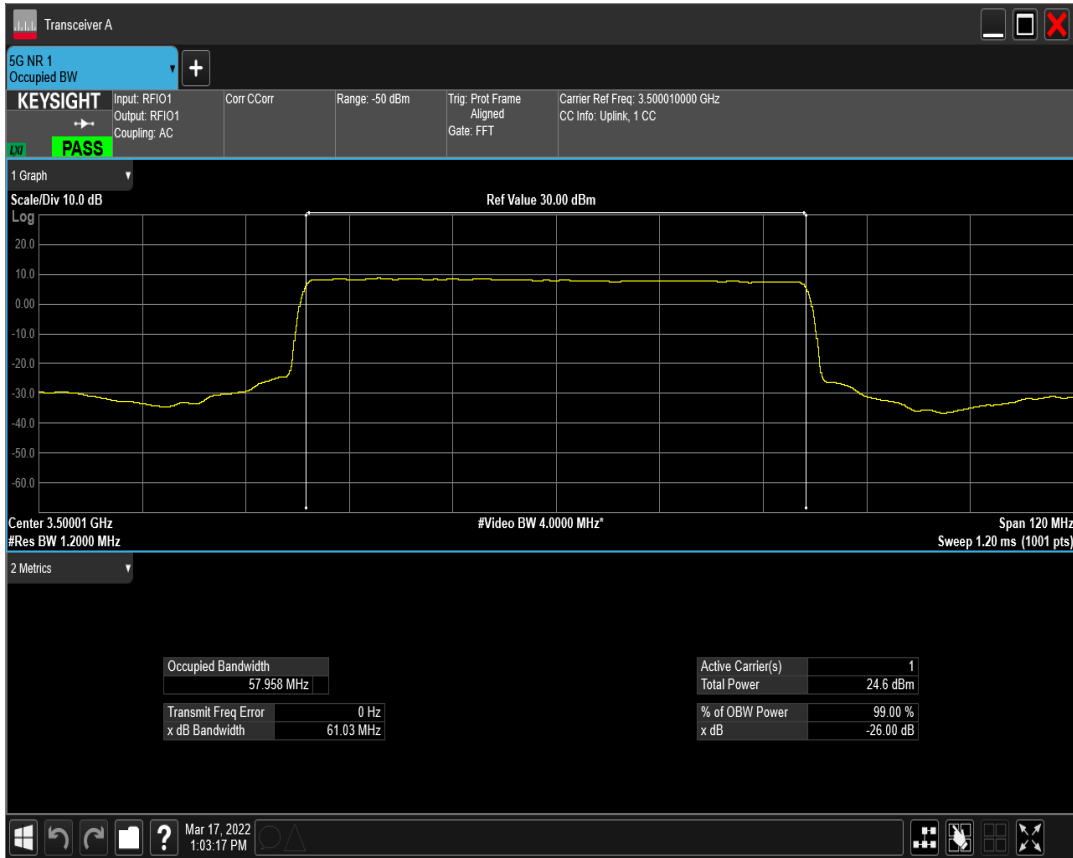 Transceiver A
5G NR 1
Occupied BW
KEYSIGHT
LXI
PASS
Input: RFIO1
Output: RFIO1
Coupling: AC
Corr CCorr
Range: -50 dBm
Trig: Prot Frame
Aligned
Gate: FFT
Carrier Ref Freq: 3.500010000 GHz
CC Info: Uplink, 1 CC
1 Graph
Scale/Div 10.0 dB
Ref Value 30.00 dBm
Log
20.0
10.0
0.00
-10.0
-20.0
-30.0
-40.0
-50.0
-60.0
Center 3.50001 GHz
#Video BW 4.0000 MHz*
Span 120 MHz
#Res BW 1.2000 MHz
Sweep 1.20 ms (1001 pts)
2 Metrics
Occupied Bandwidth
57.958 MHz
Transmit Freq Error 0 Hz
x dB Bandwidth 61.03 MHz
Active Carrier(s) 1
Total Power 24.6 dBm
% of OBW Power 99.00 %
x dB -26.00 dB
Mar 17, 2022
1:03:17 PM